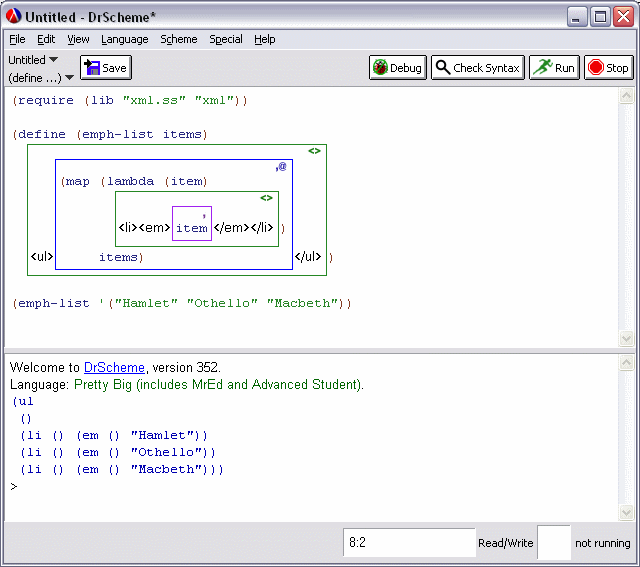 Untitled - DrScheme*
File Edit View Language Scheme Special Help
Untitled
(define ...)
Save
Debug
Check Syntax
Run
Stop
(require (lib "xml.ss" "xml"))
(define (emph-list items)
<>
,@
(map (lambda (item)
<>
,
<li><em> item </em></li> )
<ul> items) </ul> )
(emph-list '("Hamlet" "Othello" "Macbeth"))
Welcome to DrScheme, version 352.
Language: Pretty Big (includes MrEd and Advanced Student).
(ul
()
(li () (em () "Hamlet"))
(li () (em () "Othello"))
(li () (em () "Macbeth")))
>
8:2 Read/Write not running